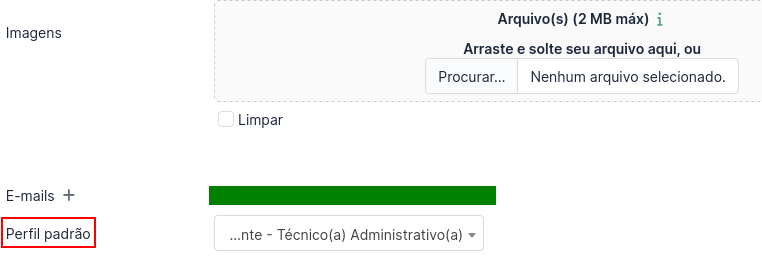 Arquivo(s) (2 MB máx) i
Imagens
Arraste e solte seu arquivo aqui, ou
Procurar... Nenhum arquivo selecionado.
Limpar
E-mails +
Perfil padrão ...nte - Técnico(a) Administrativo(a)